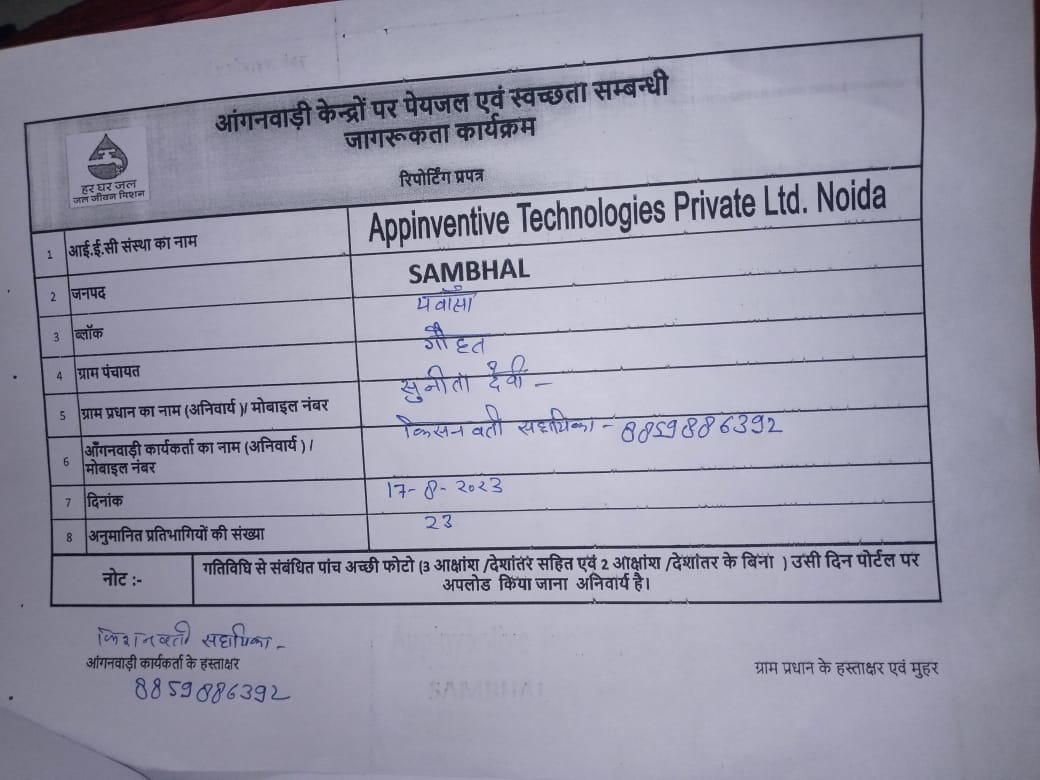 आंगनवाड़ी केन्द्रों पर पेयजल एवं स्वच्छता सम्बन्धी
जागरूकता कार्यक्रम
हर घर जल
जल जीवन मिशन
रिपोर्टिंग प्रपत्र
1 आई.ई.सी संस्था का नाम Appinventive Technologies Private Ltd. Noida
2 जनपद SAMBHAL
3 ब्लॉक पवांसा
4 ग्राम पंचायत गौहत
5 ग्राम प्रधान का नाम (अनिवार्य )/ मोबाइल नंबर सुनीता देवी –
6 आँगनवाड़ी कार्यकर्ता का नाम (अनिवार्य ) / किसनवती सहायिका – 8859886392
मोबाइल नंबर
7 दिनांक 17-8-2023
8 अनुमानित प्रतिभागियों की संख्या 23
नोट :- गतिविधि से संबंधित पांच अच्छी फोटो (3 आक्षांश /देशांतर सहित एवं 2 आक्षांश /देशांतर के बिना ) उसी दिन पोर्टल पर
अपलोड किया जाना अनिवार्य है।
किशनवती सहायिका –
आंगनवाड़ी कार्यकर्ता के हस्ताक्षर
8859886392
ग्राम प्रधान के हस्ताक्षर एवं मुहर